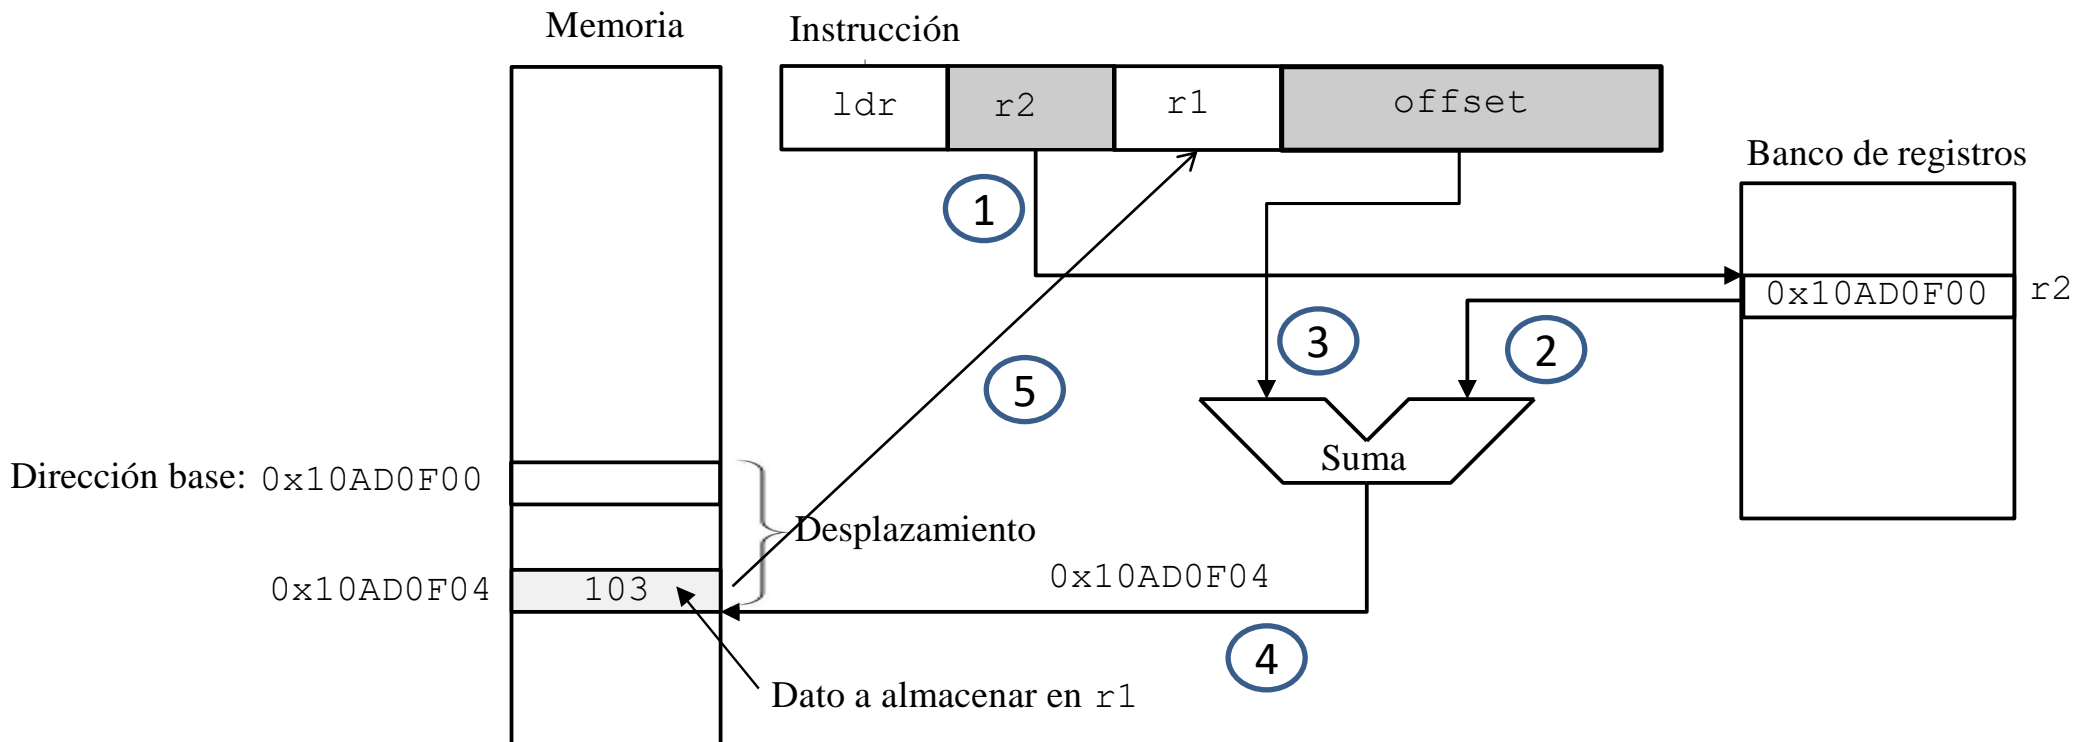 Memoria
Instrucción
ldr r2 r1 offset
Banco de registros
1
0x10AD0F00 r2
3
2
5
Suma
Dirección base: 0x10AD0F00
Desplazamiento
0x10AD0F04 103
0x10AD0F04
4
Dato a almacenar en r1